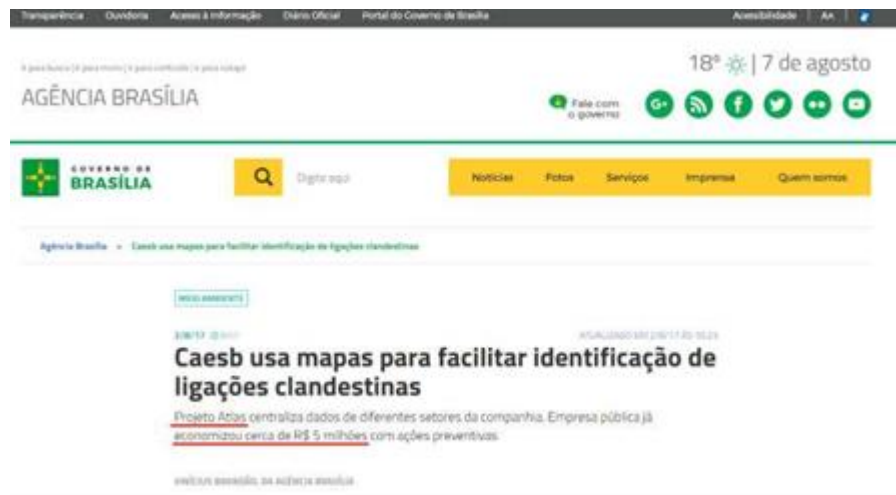 Transparência Ouvidoria Acesso à Informação Diário Oficial Portal do Governo de Brasília Acessibilidade A+
18° | 7 de agosto
AGÊNCIA BRASÍLIA
Fale com
o governo
GOVERNO DE
BRASÍLIA
Digite aqui
Notícias Fotos Serviços Imprensa Quem somos
Agência Brasília Caesb usa mapas para facilitar identificação de ligações clandestinas
MEIO AMBIENTE
Caesb usa mapas para facilitar identificação de
ligações clandestinas
Projeto Atlas centraliza dados de diferentes setores da companhia. Empresa pública já
economizou cerca de R$ 5 milhões com ações preventivas
DA AGÊNCIA BRASÍLIA